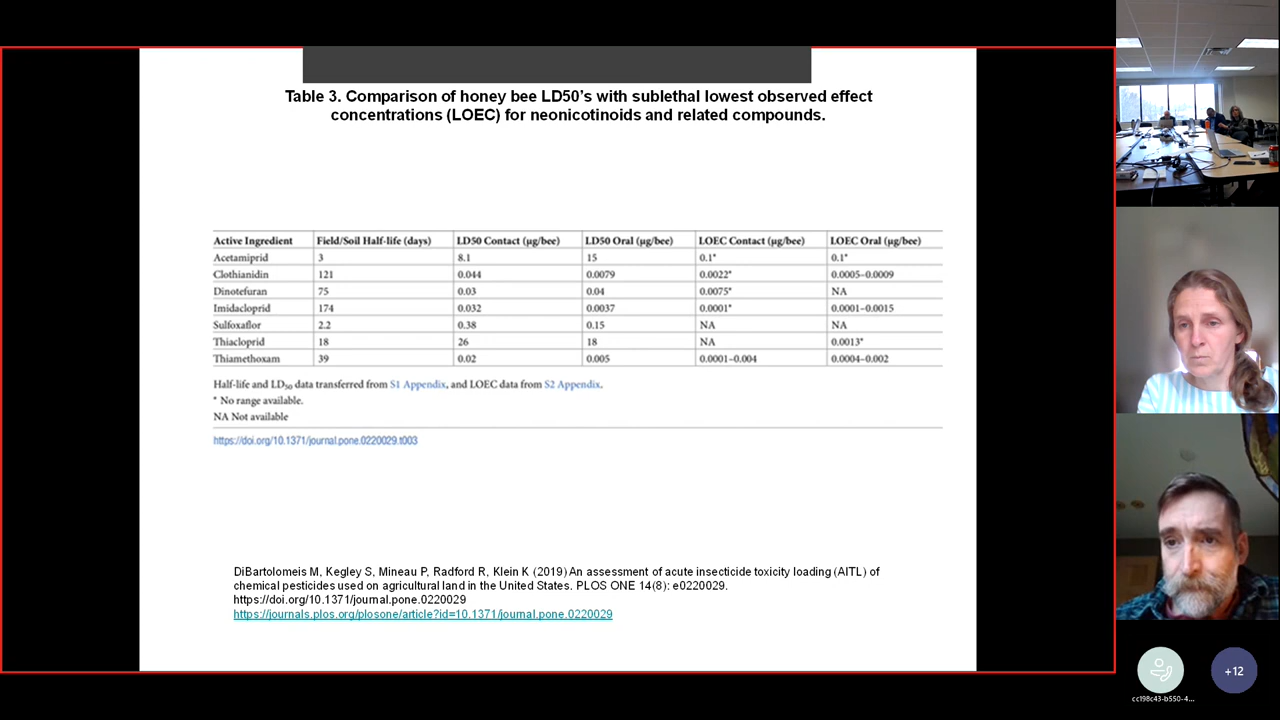 Table 3. Comparison of honey bee LD50's with sublethal lowest observed effect
concentrations (LOEC) for neonicotinoids and related compounds.
Active Ingredient Field/Soil Half-life (days) LD50 Contact (µg/bee) LD50 Oral (µg/bee) LOEC Contact (µg/bee) LOEC Oral (µg/bee)
Acetamiprid 3 8.1 15 0.1* 0.1*
Clothianidin 121 0.044 0.0079 0.0022* 0.0005–0.0009
Dinotefuran 75 0.03 0.04 0.0075* NA
Imidacloprid 174 0.032 0.0037 0.0001* 0.0001–0.0015
Sulfoxaflor 2.2 0.38 0.15 NA NA
Thiacloprid 18 26 18 NA 0.0013*
Thiamethoxam 39 0.02 0.005 0.0001–0.004 0.0004–0.002
Half-life and LD50 data transferred from S1 Appendix, and LOEC data from S2 Appendix.
* No range available.
NA Not available
https://doi.org/10.1371/journal.pone.0220029.t003
DiBartolomeis M, Kegley S, Mineau P, Radford R, Klein K (2019) An assessment of acute insecticide toxicity loading (AITL) of
chemical pesticides used on agricultural land in the United States. PLOS ONE 14(8): e0220029.
https://doi.org/10.1371/journal.pone.0220029
https://journals.plos.org/plosone/article?id=10.1371/journal.pone.0220029
+12
cc198c43-b550-4...